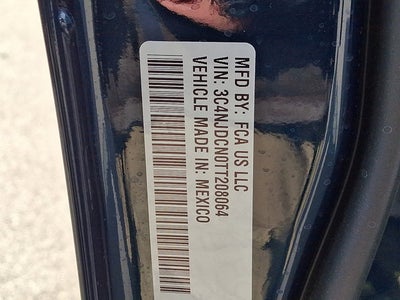 MFD BY: FCA US LLC
VIN: 3C4NJDCN0TT208064
VEHICLE MADE IN: MEXICO